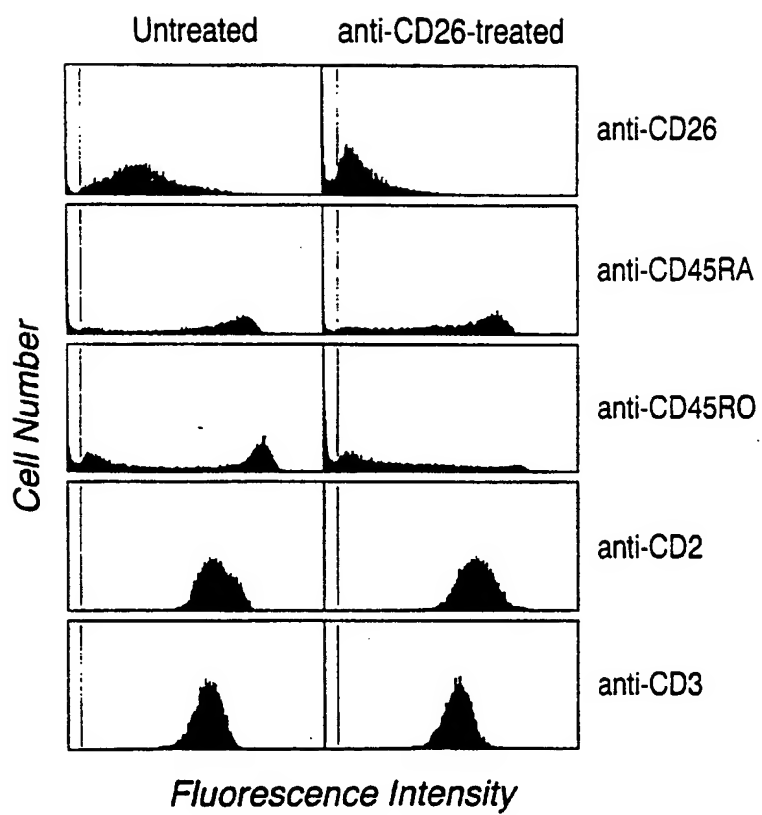 Untreated anti-CD26-treated
anti-CD26
anti-CD45RA
anti-CD45RO
anti-CD2
anti-CD3
Cell Number
Fluorescence Intensity